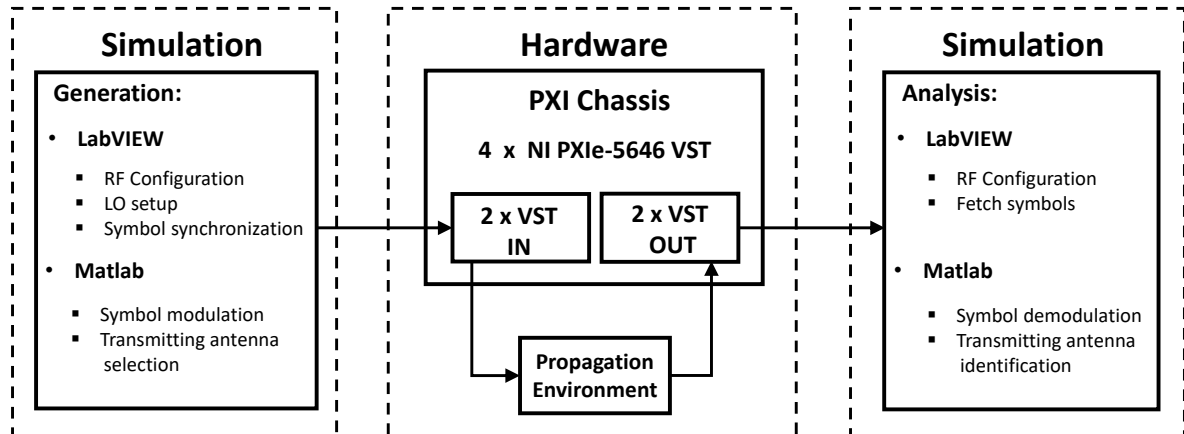 Simulation
Generation:
• LabVIEW
▪ RF Configuration
▪ LO setup
▪ Symbol synchronization
• Matlab
▪ Symbol modulation
▪ Transmitting antenna
selection
Hardware
PXI Chassis
4 x NI PXIe-5646 VST
2 x VST
IN
2 x VST
OUT
Propagation
Environment
Simulation
Analysis:
• LabVIEW
▪ RF Configuration
▪ Fetch symbols
• Matlab
▪ Symbol demodulation
▪ Transmitting antenna
identification